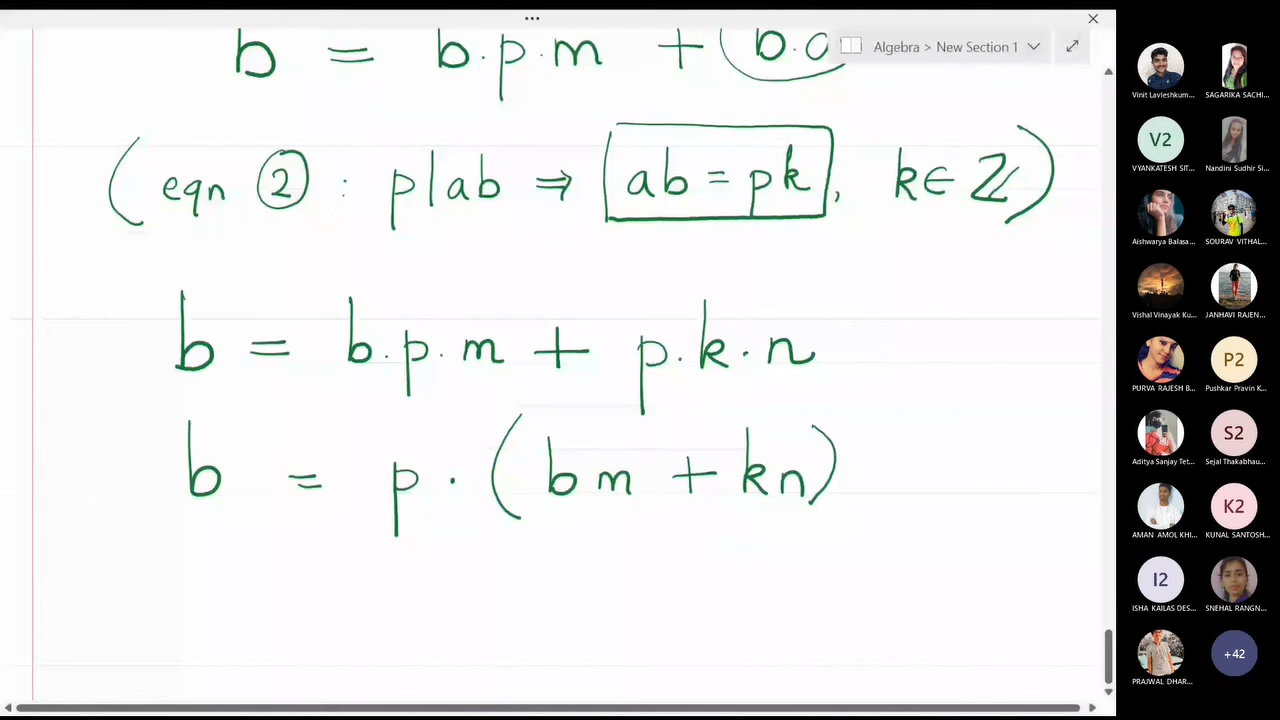 b = b.p.m + (b.a
Algebra > New Section 1
(eqn ② : p|ab ⇒ ab = pk, k∈ℤ)
b = b.p.m + p.k.n
b = p.(bm + kn)
Vinit Lavleshkum...
SAGARIKA SACHI...
V2
VYANKATESH SIT...
Nandini Sudhir Si...
Aishwarya Balasa...
SOURAV VITHAL...
Vishal Vinayak Ku...
JANHAVI RAJEN...
PURVA RAJESH B...
P2
Pushkar Pravin K...
Aditya Sanjay Tet...
S2
Sejal Thakabhau...
AMAN AMOL KHI...
K2
KUNAL SANTOSH...
I2
ISHA KAILAS DES...
SNEHAL RANGN...
PRAJWAL DHAR...
+42